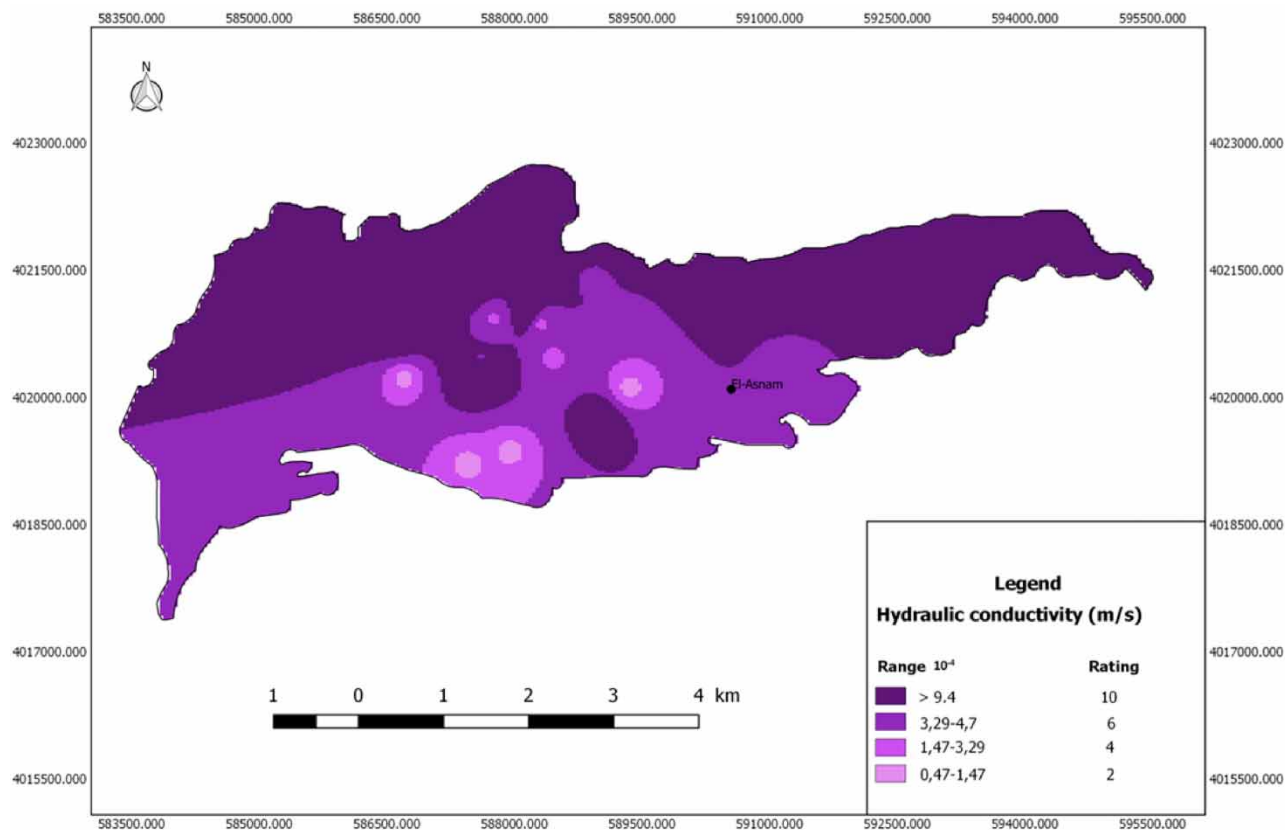 583500.000 585000.000 586500.000 588000.000 589500.000 591000.000 592500.000 594000.000 595500.000
N
4023000.000 4023000.000
4021500.000 4021500.000
El-Asnam
4020000.000 4020000.000
4018500.000 4018500.000
Legend
Hydraulic conductivity (m/s)
4017000.000 4017000.000
Range 10-4 Rating
1 0 1 2 3 4 km
> 9.4 10
3,29-4,7 6
1,47-3,29 4
0,47-1,47 2
4015500.000 4015500.000
583500.000 585000.000 586500.000 588000.000 589500.000 591000.000 592500.000 594000.000 595500.000